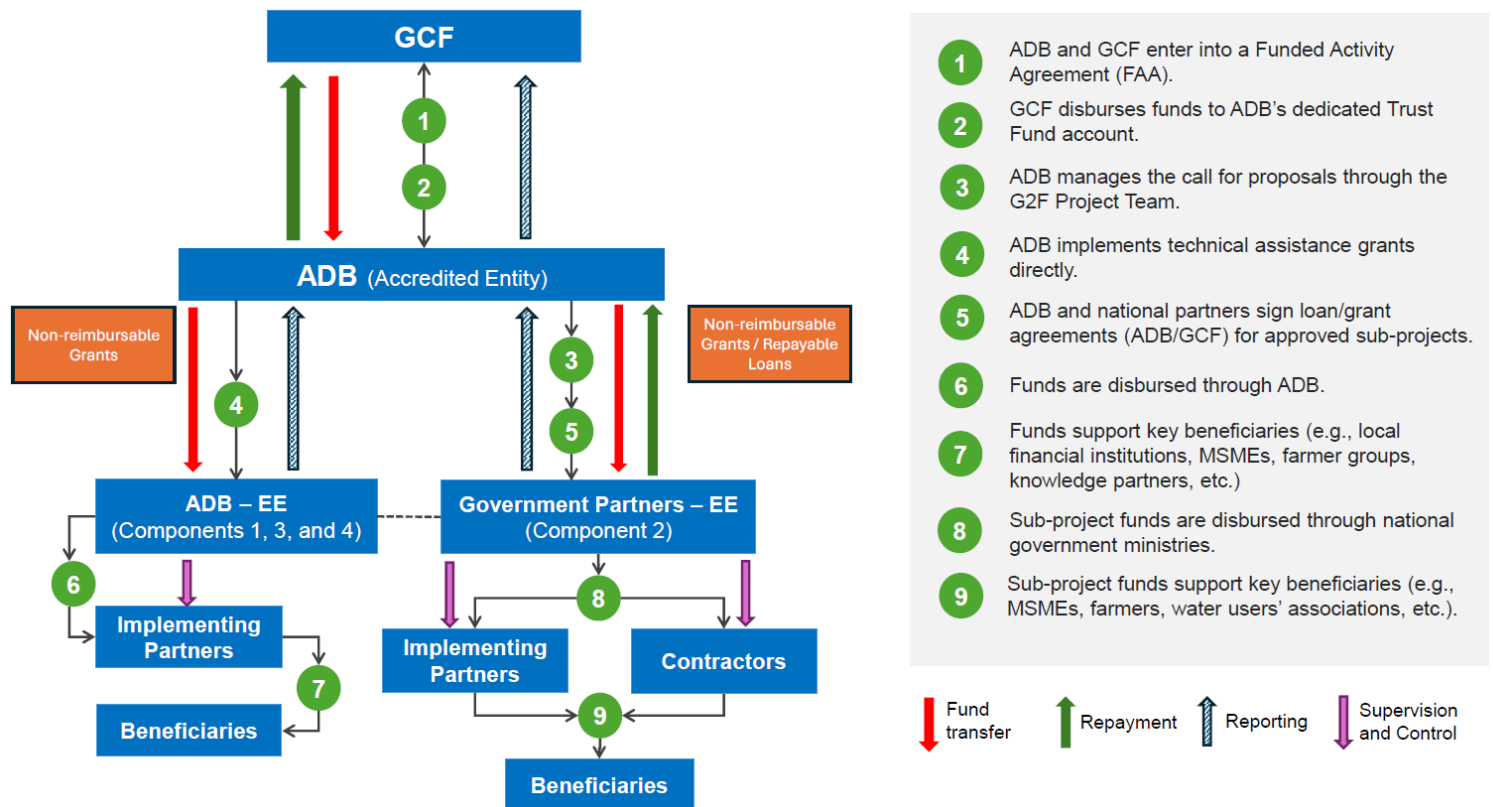 GCF
1
2
ADB (Accredited Entity)
Non-reimbursable
Grants
Non-reimbursable
Grants / Repayable
Loans
3
4
5
ADB – EE
(Components 1, 3, and 4)
Government Partners – EE
(Component 2)
6
8
Implementing
Partners
Implementing
Partners
Contractors
7
9
Beneficiaries
Beneficiaries
1
ADB and GCF enter into a Funded Activity
Agreement (FAA).
2
GCF disburses funds to ADB's dedicated Trust
Fund account.
3
ADB manages the call for proposals through the
G2F Project Team.
4
ADB implements technical assistance grants
directly.
5
ADB and national partners sign loan/grant
agreements (ADB/GCF) for approved sub-projects.
6
Funds are disbursed through ADB.
7
Funds support key beneficiaries (e.g., local
financial institutions, MSMEs, farmer groups,
knowledge partners, etc.)
8
Sub-project funds are disbursed through national
government ministries.
9
Sub-project funds support key beneficiaries (e.g.,
MSMEs, farmers, water users' associations, etc.).
Fund
transfer
Repayment
Reporting
Supervision
and Control